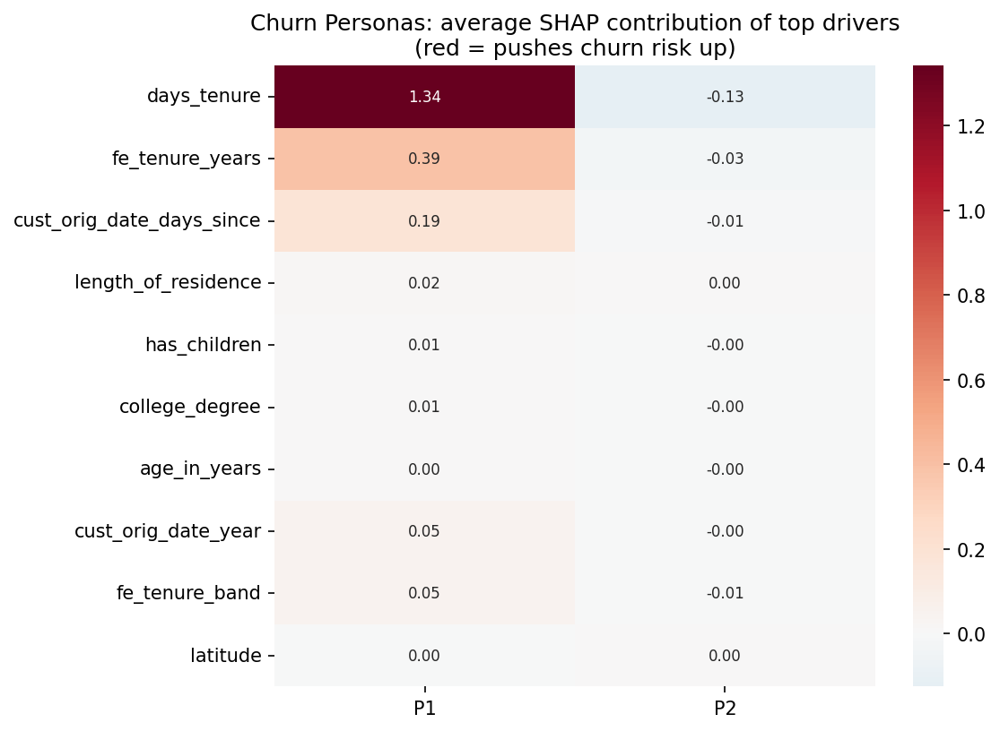 Churn Personas: average SHAP contribution of top drivers
(red = pushes churn risk up)
days_tenure 1.34 -0.13
fe_tenure_years 0.39 -0.03
cust_orig_date_days_since 0.19 -0.01
length_of_residence 0.02 0.00
has_children 0.01 -0.00
college_degree 0.01 -0.00
age_in_years 0.00 -0.00
cust_orig_date_year 0.05 -0.00
fe_tenure_band 0.05 -0.01
latitude 0.00 0.00
P1 P2
1.2
1.0
0.8
0.6
0.4
0.2
0.0